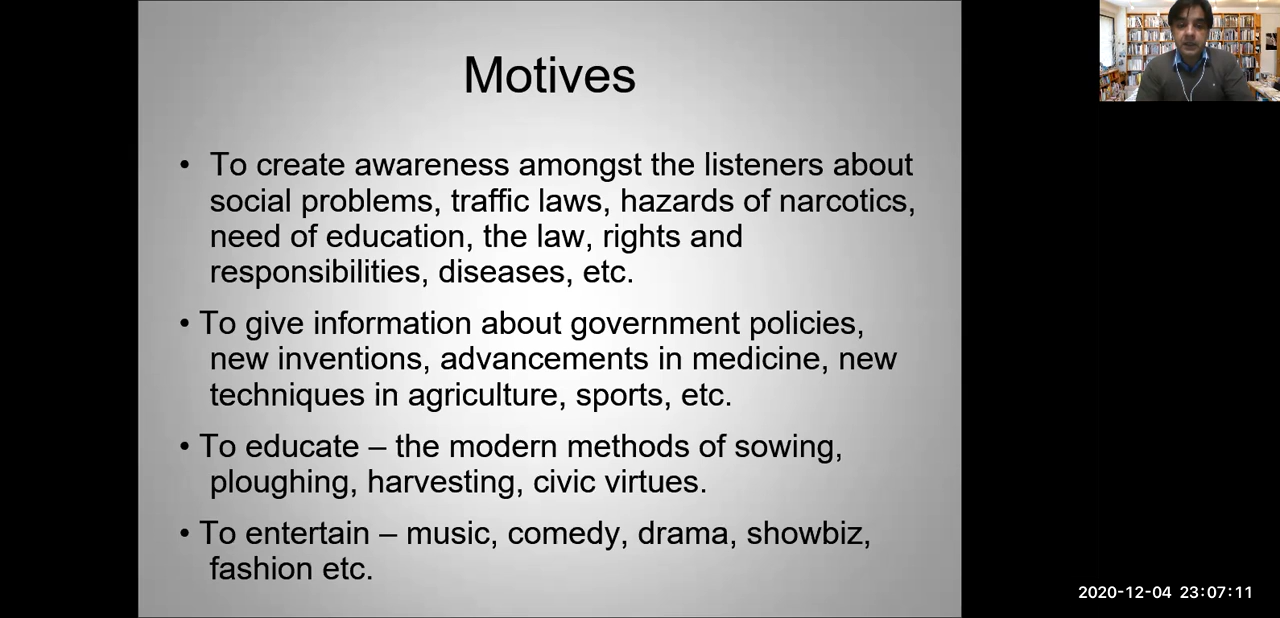 Motives
• To create awareness amongst the listeners about
social problems, traffic laws, hazards of narcotics,
need of education, the law, rights and
responsibilities, diseases, etc.
• To give information about government policies,
new inventions, advancements in medicine, new
techniques in agriculture, sports, etc.
• To educate – the modern methods of sowing,
ploughing, harvesting, civic virtues.
• To entertain – music, comedy, drama, showbiz,
fashion etc.
2020-12-04 23:07:11